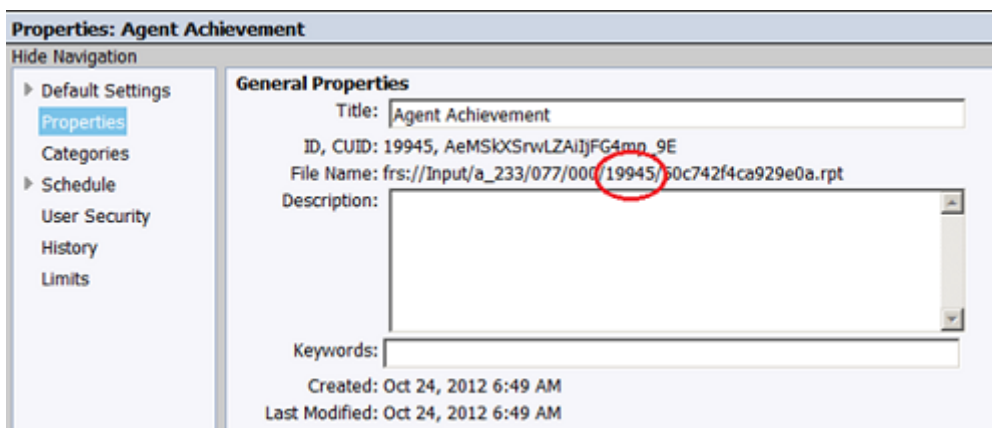 Properties: Agent Achievement
Hide Navigation
Default Settings
Properties
Categories
Schedule
User Security
History
Limits
General Properties
Title: Agent Achievement
ID, CUID: 19945, AeMSkXSrwLZAiIjFG4mp_9E
File Name: frs://Input/a_233/077/000/19945/50c742f4ca929e0a.rpt
Description:
Keywords:
Created: Oct 24, 2012 6:49 AM
Last Modified: Oct 24, 2012 6:49 AM